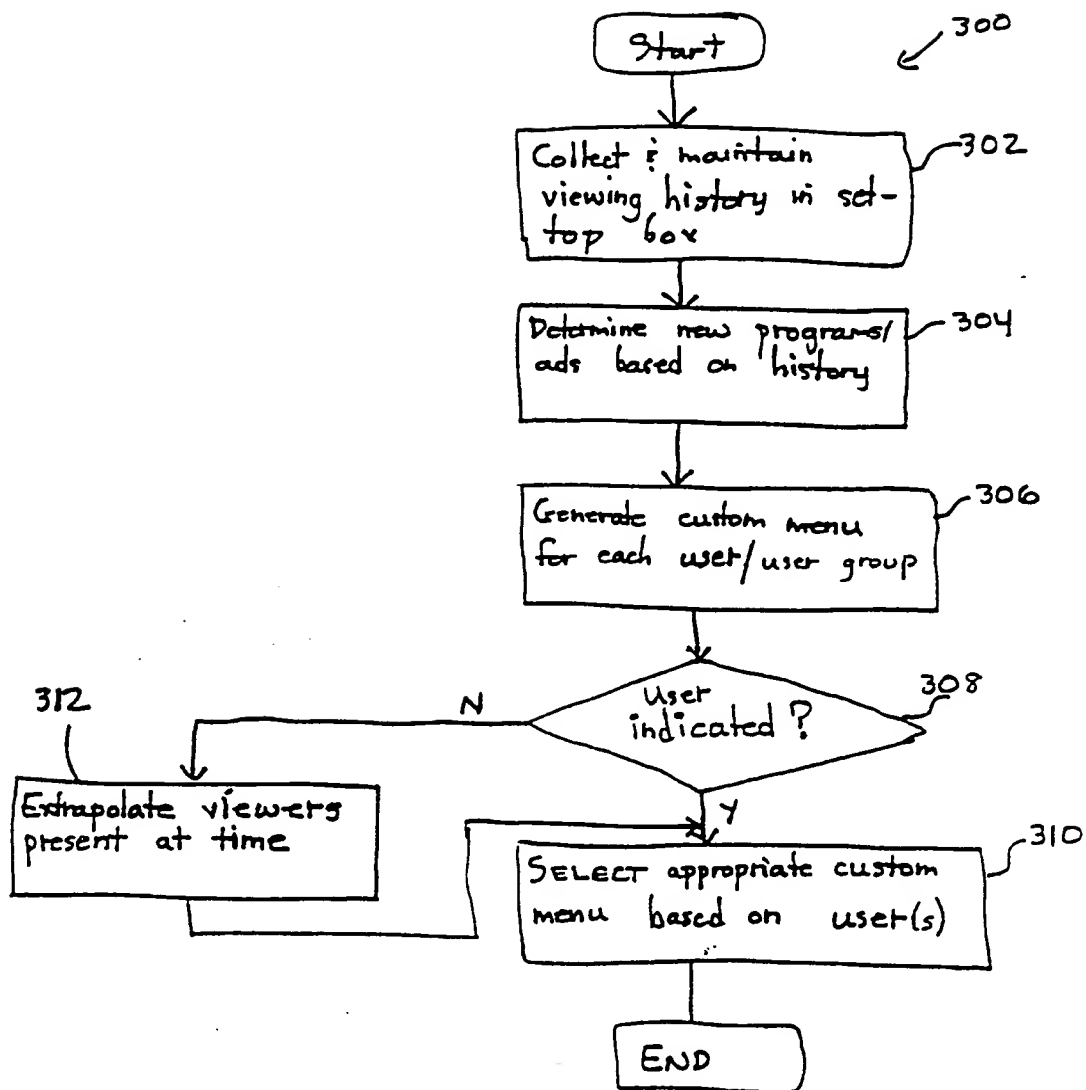 Start
300
Collect & maintain
viewing history in set-
top box
302
Determine new programs/
ads based on history
304
Generate custom menu
for each user/user group
306
User
indicated?
308
N
Y
312
Extrapolate viewers
present at time
SELECT appropriate custom
menu based on user(s)
310
END